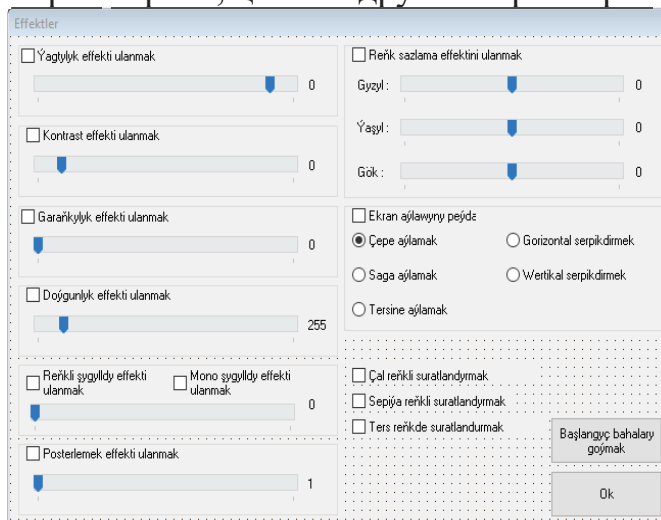 Effektler
Ýagtylyk effekti ulanmak
0
Kontrast effekti ulanmak
0
Garaňkylyk effekti ulanmak
0
Doýgunlyk effekti ulanmak
255
Reňkli şygylldy effekti
ulanmak
Mono şygylldy effekti
ulanmak
0
Posterlemek effekti ulanmak
1
Reňk sazlama effektini ulanmak
Gyzyl :
0
Ýaşyl :
0
Gök :
0
Ekran aýlawyny peýda
Çepe aýlamak
Gorizontal serpikdirmek
Saga aýlamak
Wertikal serpikdirmek
Tersine aýlamak
Çal reňkli suratlandyrmak
Sepiýa reňkli suratlandyrmak
Ters reňkde suratlandurmak
Başlangyç bahalary
goýmak
Ok